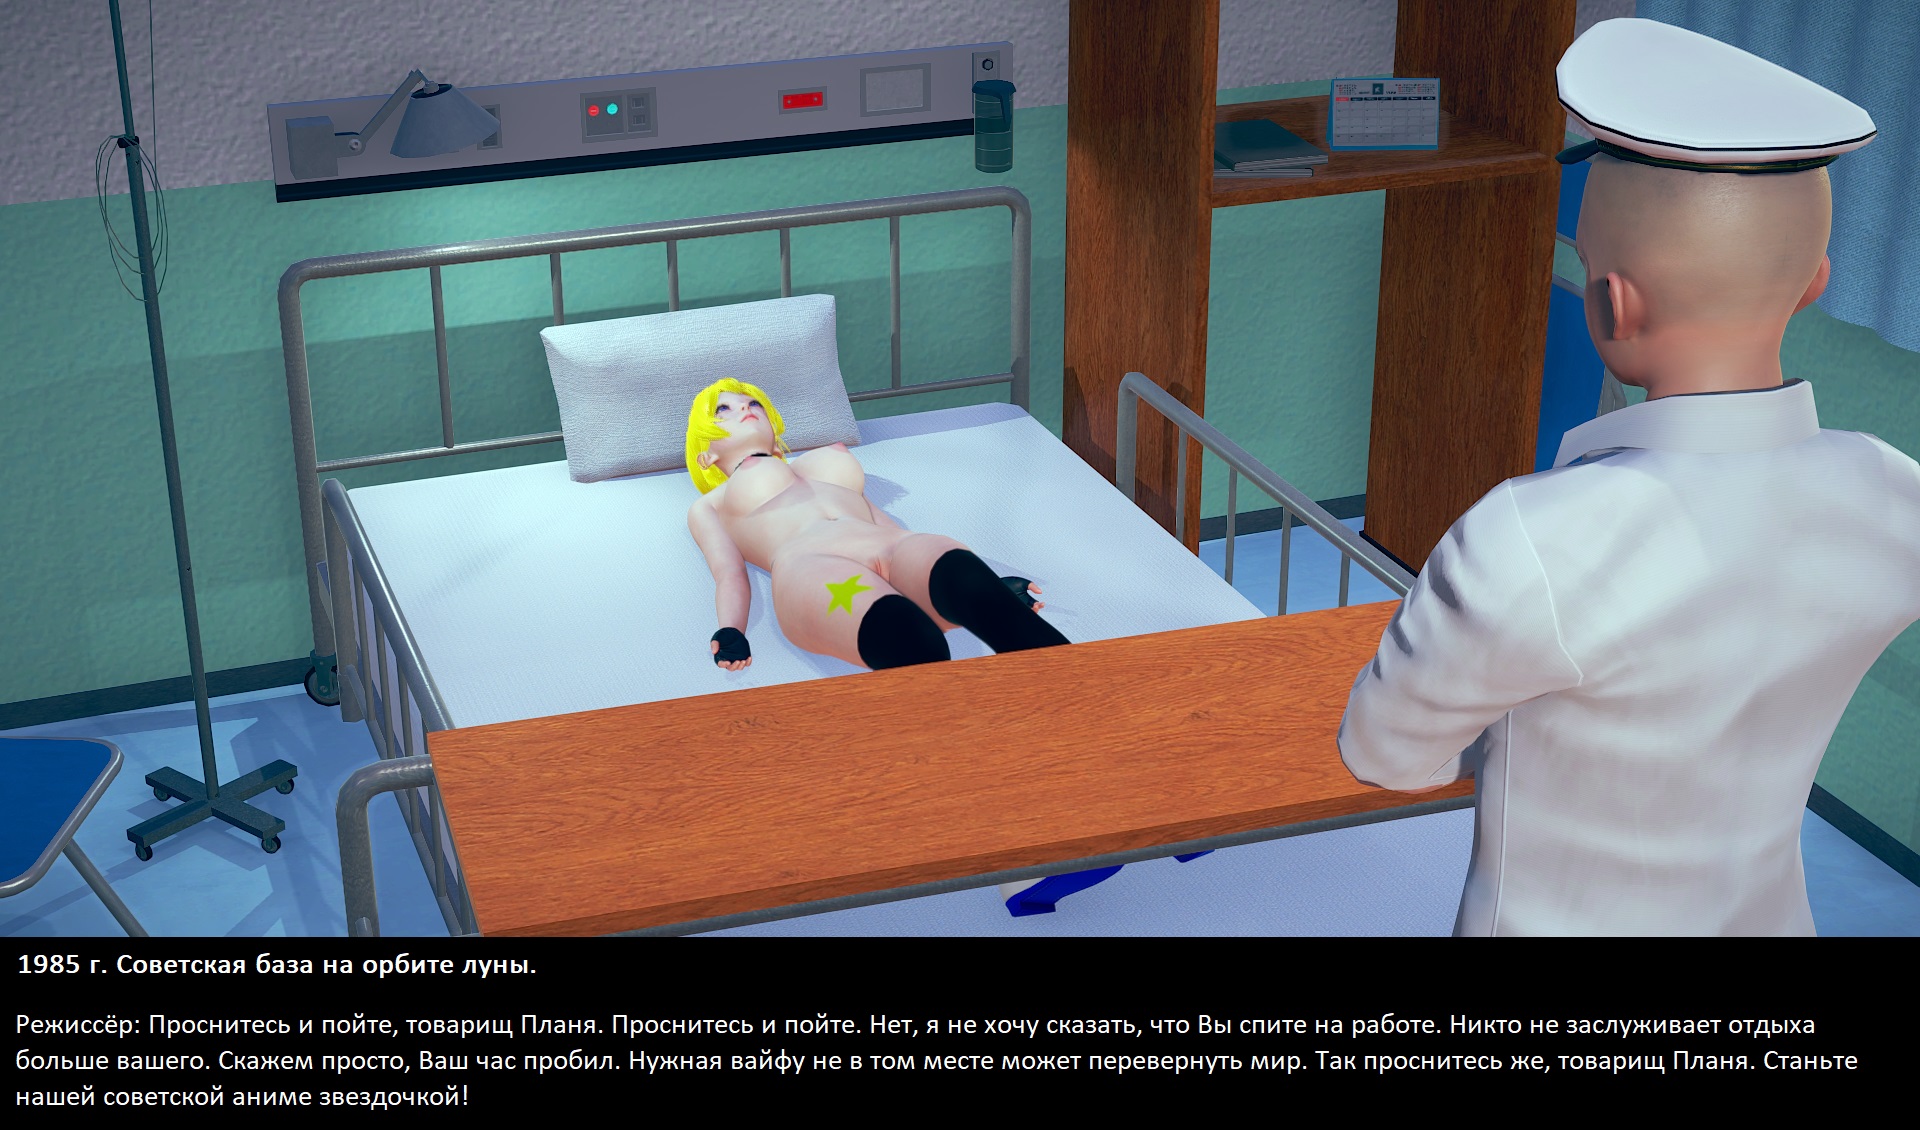 1985 г. Советская база на орбите луны.
Режиссёр: Проснитесь и пойте, товарищ Планя. Проснитесь и пойте. Нет, я не хочу сказать, что Вы спите на работе. Никто не заслуживает отдыха
больше вашего. Скажем просто, Ваш час пробил. Нужная вайфу не в том месте может перевернуть мир. Так проснитесь же, товарищ Планя. Станьте
нашей советской аниме звездочкой!